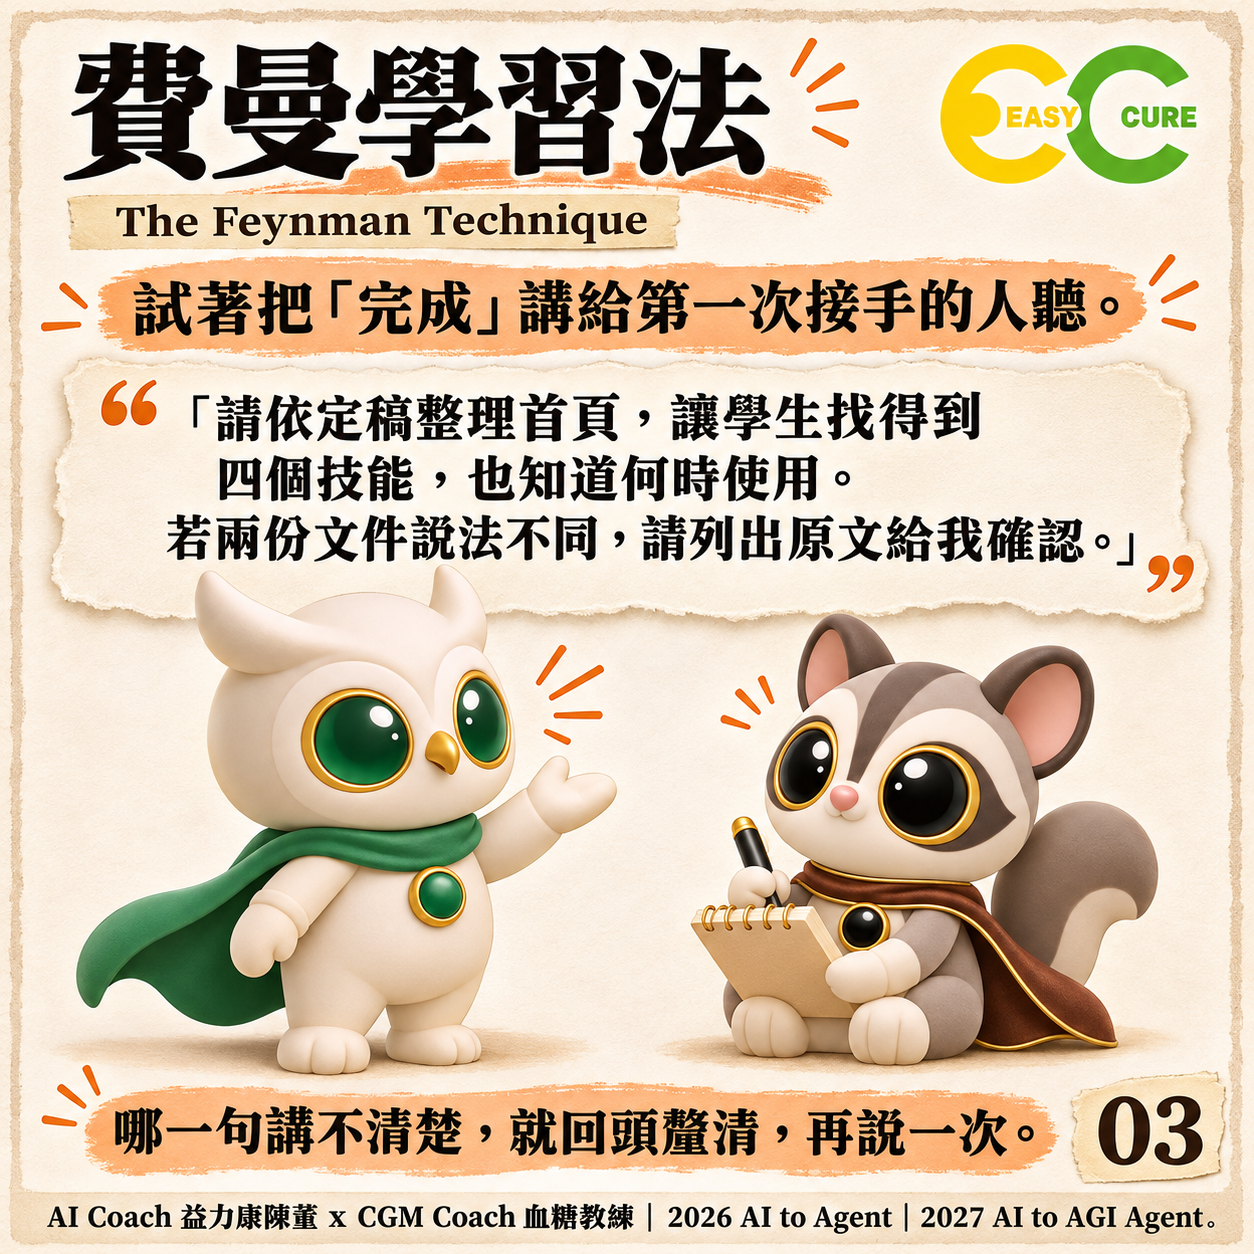 費曼學習法
EASY CURE
The Feynman Technique
試著把「完成」講給第一次接手的人聽。
「請依定稿整理首頁，讓學生找得到
四個技能，也知道何時使用。
若兩份文件說法不同，請列出原文給我確認。」
哪一句講不清楚，就回頭釐清，再說一次。
03
AI Coach 益力康陳董 x CGM Coach 血糖教練｜2026 AI to Agent｜2027 AI to AGI Agent。